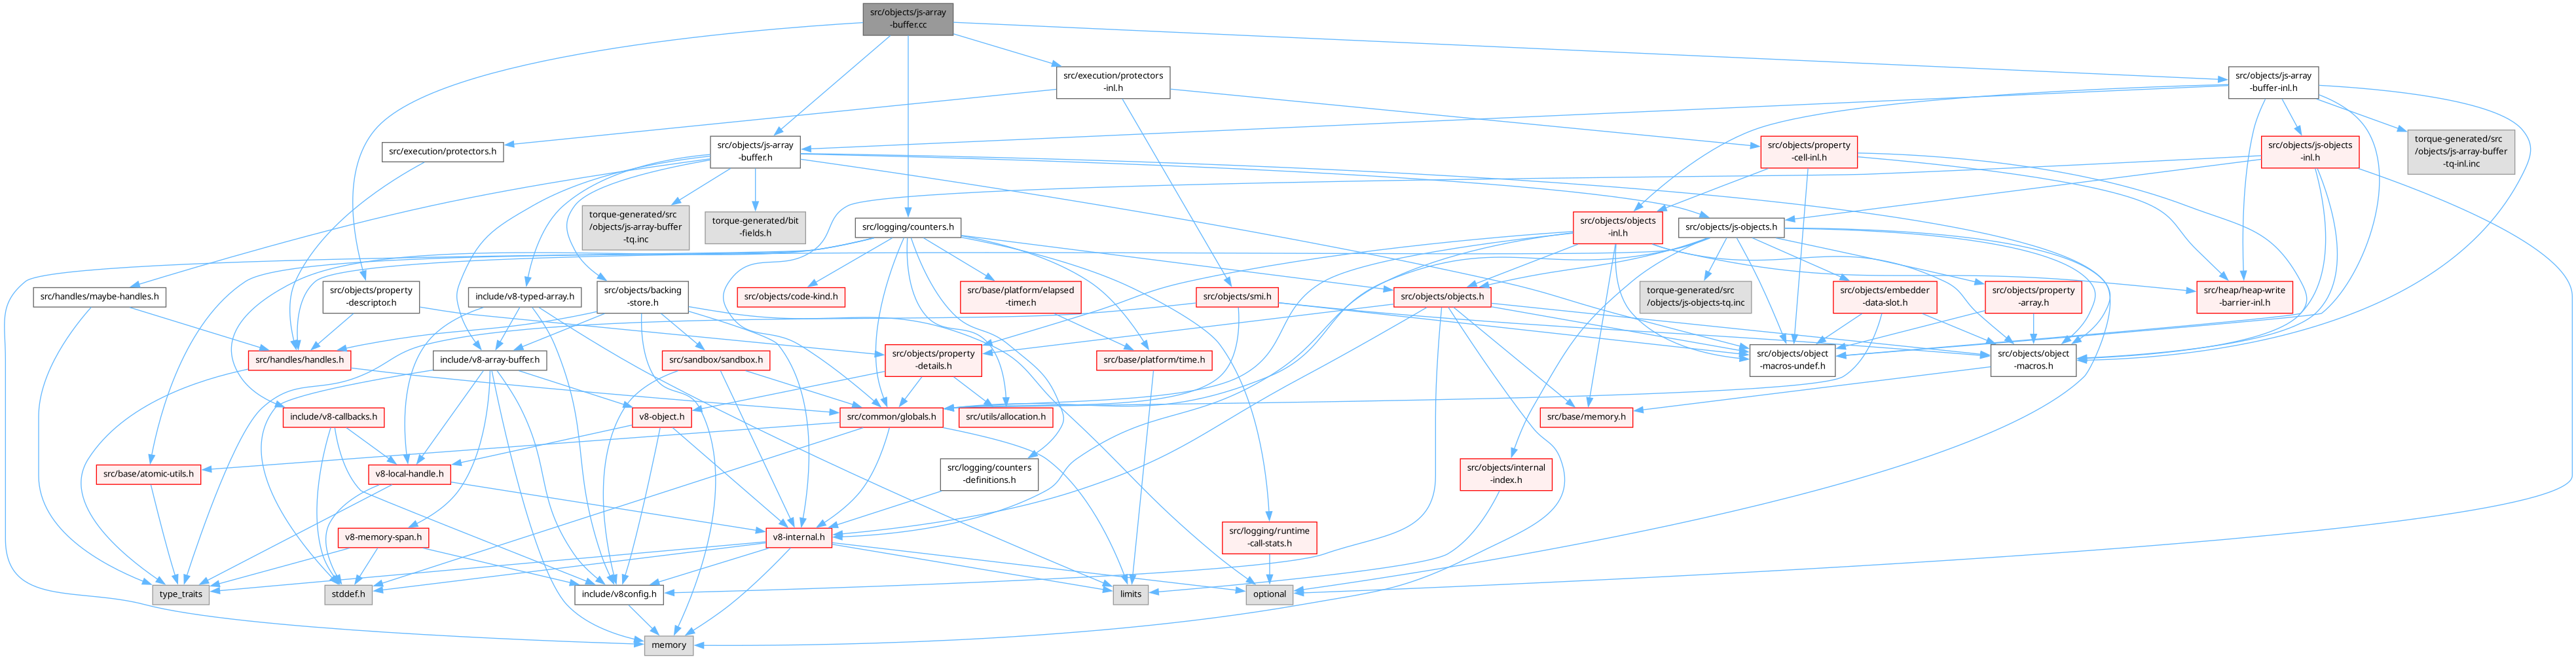 src/objects/js-array
-buffer.cc
src/execution/protectors
-inl.h
src/objects/js-array
-buffer-inl.h
src/execution/protectors.h
src/objects/js-array
-buffer.h
src/objects/property
-cell-inl.h
src/objects/js-objects
-inl.h
torque-generated/src
/objects/js-array-buffer
-tq-inl.inc
torque-generated/src
/objects/js-array-buffer
-tq.inc
torque-generated/bit
-fields.h
src/logging/counters.h
src/objects/objects
-inl.h
src/objects/js-objects.h
src/handles/maybe-handles.h
src/objects/property
-descriptor.h
include/v8-typed-array.h
src/objects/backing
-store.h
src/objects/code-kind.h
src/base/platform/elapsed
-timer.h
src/objects/smi.h
src/objects/objects.h
torque-generated/src
/objects/js-objects-tq.inc
src/objects/embedder
-data-slot.h
src/objects/property
-array.h
src/heap/heap-write
-barrier-inl.h
src/handles/handles.h
include/v8-array-buffer.h
src/sandbox/sandbox.h
src/objects/property
-details.h
src/base/platform/time.h
src/objects/object
-macros-undef.h
src/objects/object
-macros.h
include/v8-callbacks.h
v8-object.h
src/common/globals.h
src/utils/allocation.h
src/base/memory.h
src/base/atomic-utils.h
v8-local-handle.h
src/logging/counters
-definitions.h
src/objects/internal
-index.h
v8-memory-span.h
v8-internal.h
src/logging/runtime
-call-stats.h
type_traits
stddef.h
include/v8config.h
limits
optional
memory